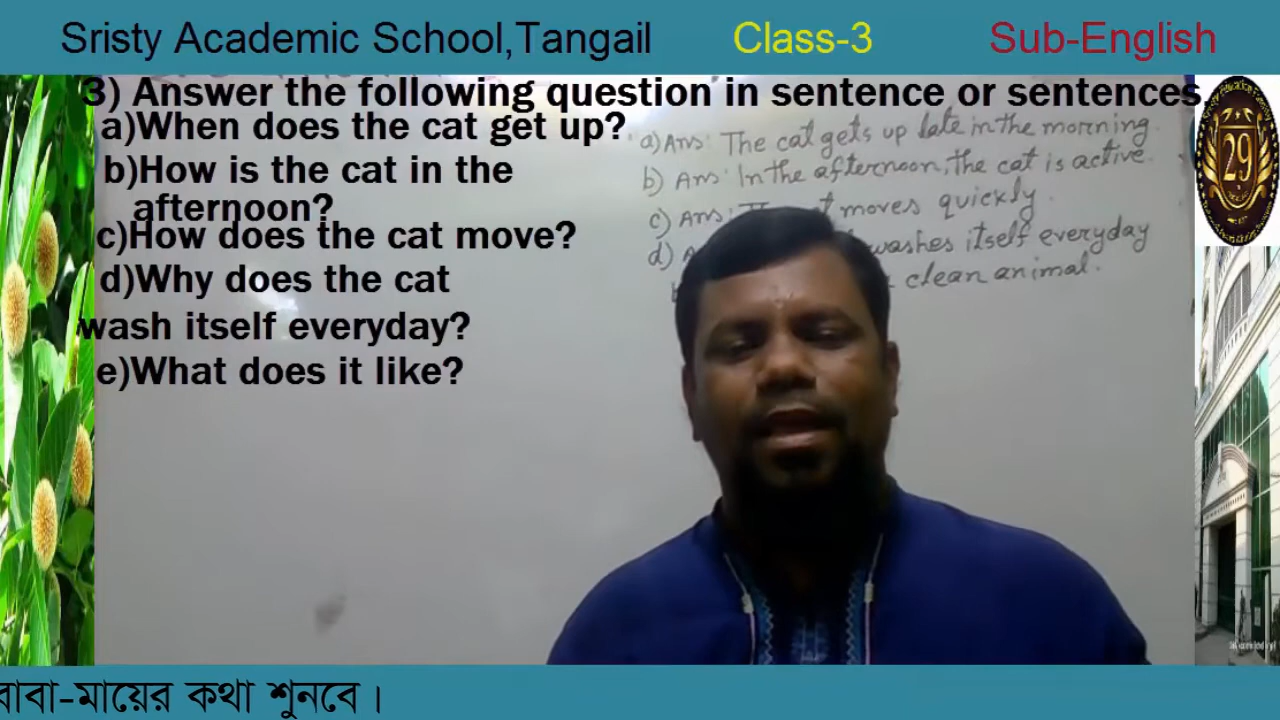 Sristy Academic School,Tangail Class-3 Sub-English
3) Answer the following question in sentence or sentences
a)When does the cat get up?
b)How is the cat in the
afternoon?
c)How does the cat move?
d)Why does the cat
wash itself everyday?
e)What does it like?
a) Ans: The cat gets up late in the morning.
b) Ans: In the afternoon, the cat is active.
c) Ans: moves quickly.
d) washes itself everyday
clean animal.
29
বাবা-মায়ের কথা শুনবে।